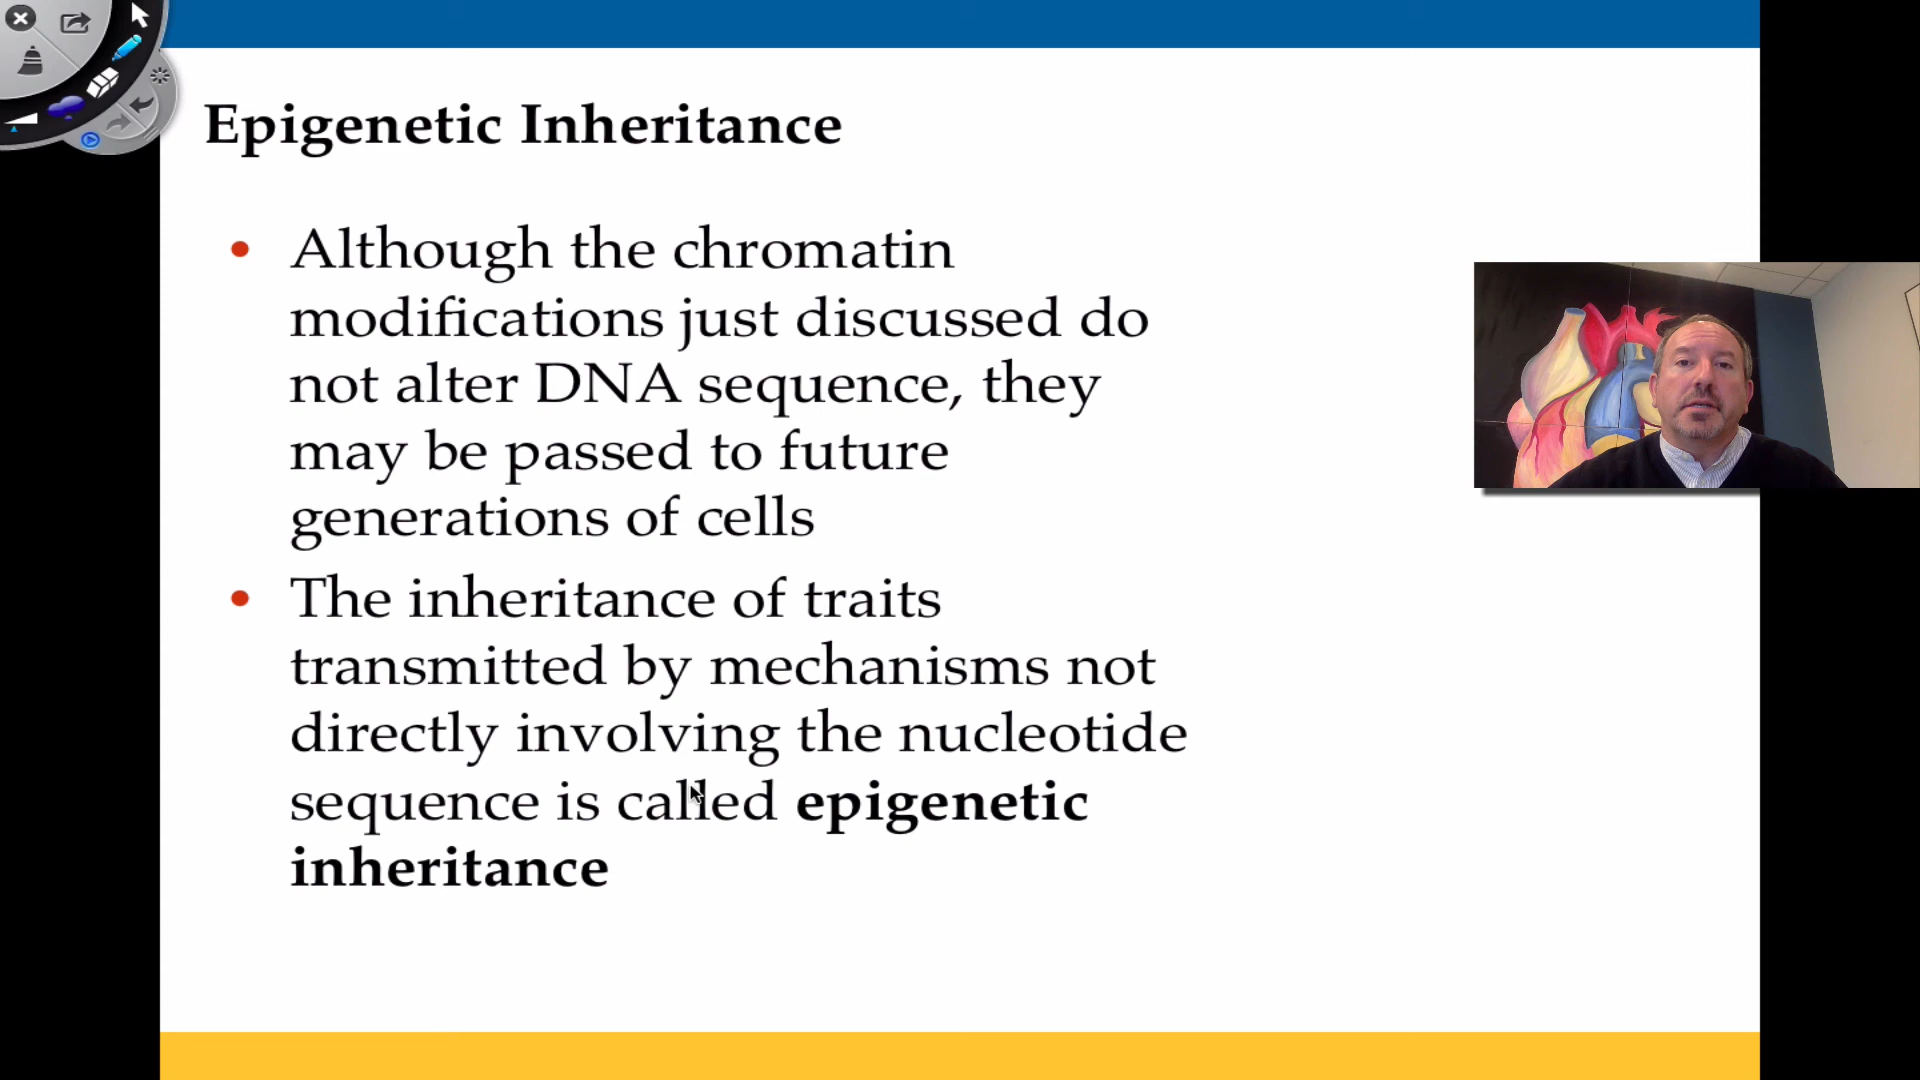 Epigenetic Inheritance
• Although the chromatin
modifications just discussed do
not alter DNA sequence, they
may be passed to future
generations of cells
• The inheritance of traits
transmitted by mechanisms not
directly involving the nucleotide
sequence is called epigenetic
inheritance